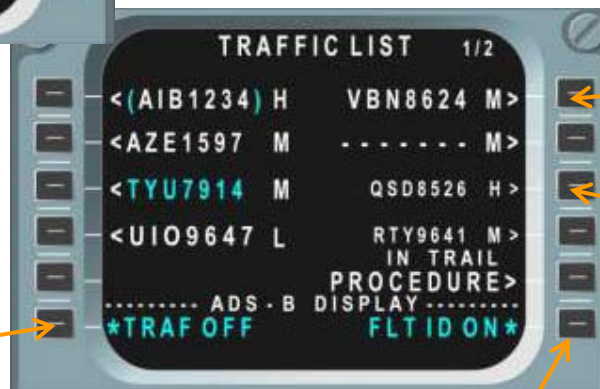 TRAFFIC LIST 1/2
<(AIB1234) H VBN8624 M>
<AZE1597 M - - - - - - - M>
<TYU7914 M QSD8526 H>
<UIO9647 L RTY9641 M>
IN TRAIL
PROCEDURE>
--------- ADS-B DISPLAY ---------
*TRAF OFF FLT ID ON*